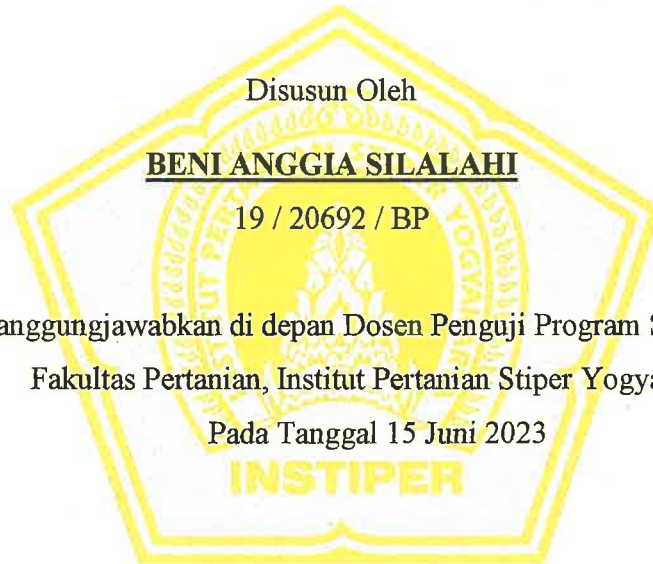 Disusun Oleh
BENI ANGGIA SILALAHI
19 / 20692 / BP
anggungjawabkan di depan Dosen Penguji Program S
Fakultas Pertanian, Institut Pertanian Stiper Yogya
Pada Tanggal 15 Juni 2023
INSTIPER